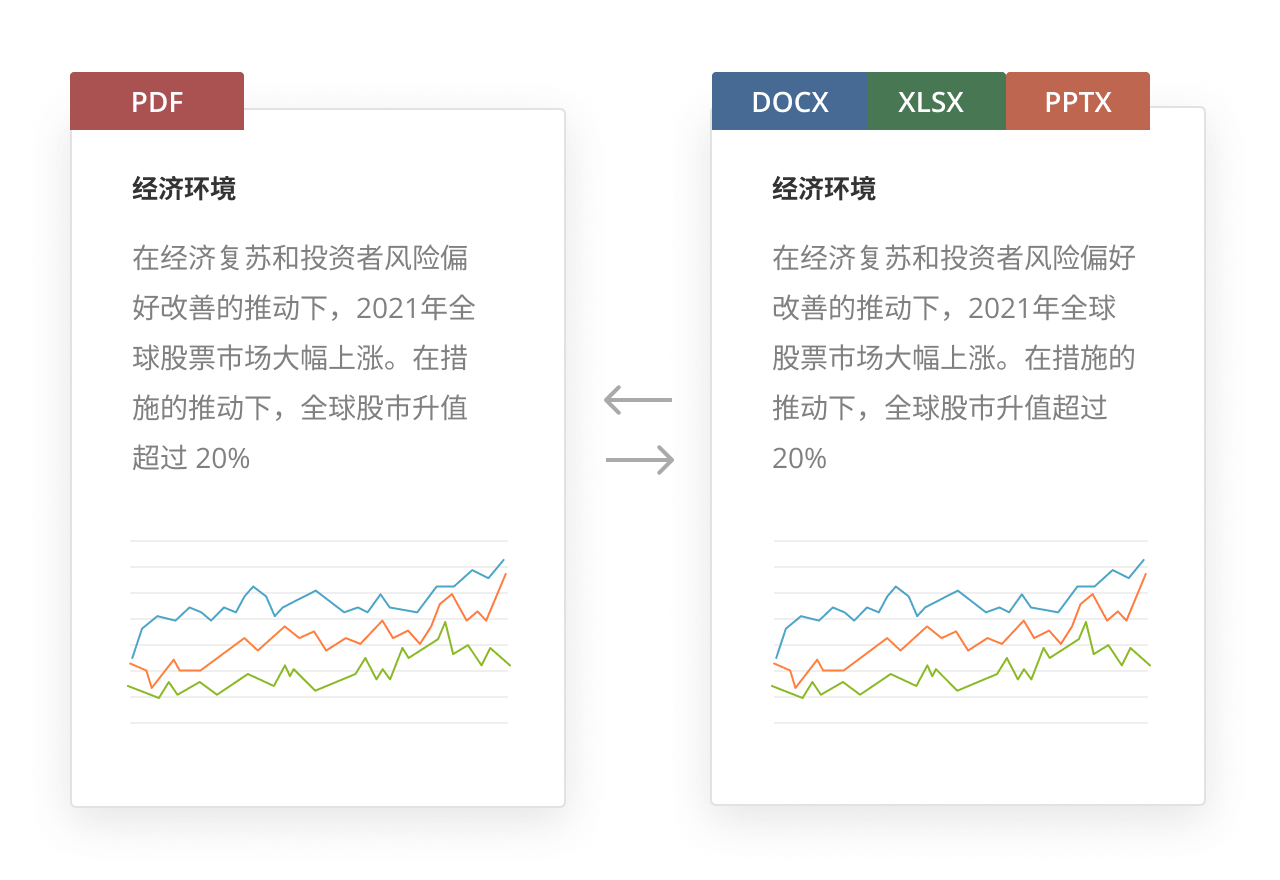 PDF
经济环境
在经济复苏和投资者风险偏
好改善的推动下，2021年全
球股票市场大幅上涨。在措
施的推动下，全球股市升值
超过 20%
DOCX
XLSX
PPTX
经济环境
在经济复苏和投资者风险偏好
改善的推动下，2021年全球
股票市场大幅上涨。在措施的
推动下，全球股市升值超过
20%